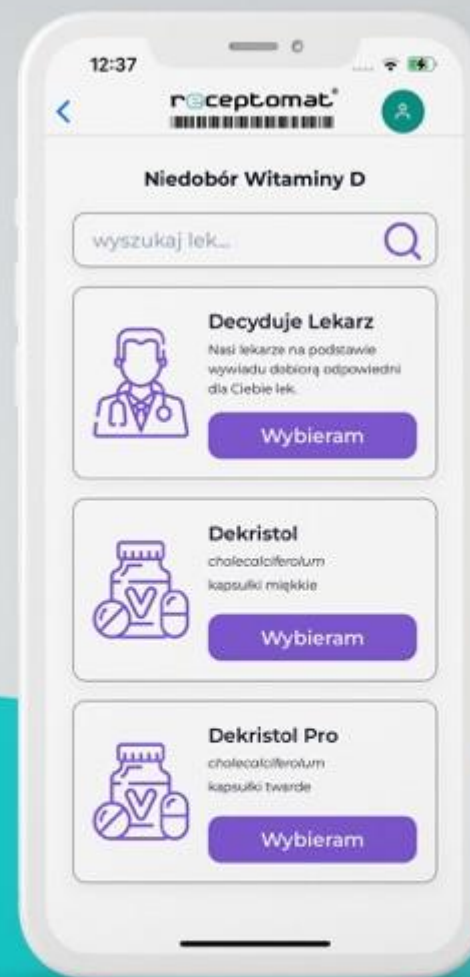 12:37
receptomat®
Niedobór Witaminy D
wyszukaj lek...
Decyduje Lekarz
Nasi lekarze na podstawie
wywiadu dobiorą odpowiedni
dla Ciebie lek.
Wybieram
Dekristol
cholecalciferolum
kapsułki miękkie
Wybieram
Dekristol Pro
cholecalciferolum
kapsułki twarde
Wybieram